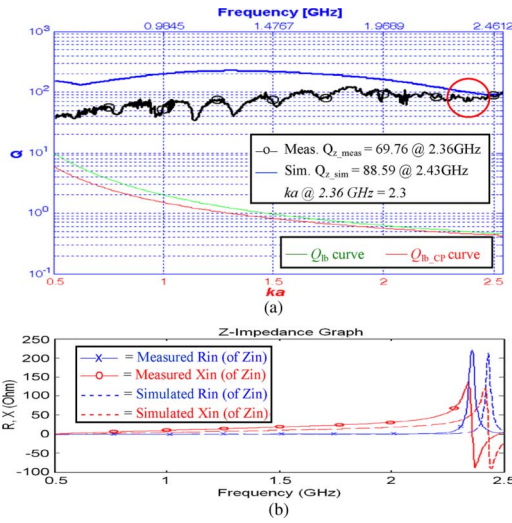 Frequency [GHz]
0.9845 1.4767 1.9689 2.4612
10³
10²
10¹
10⁰
10⁻¹
Q
Meas. Q_z_meas = 69.76 @ 2.36GHz
Sim. Q_z_sim = 88.59 @ 2.43GHz
ka @ 2.36 GHz = 2.3
Q_lb curve Q_lb_CP curve
0.5 1 1.5 2 2.5
ka
(a)
Z-Impedance Graph
R, X (Ohm)
250
200
150
100
50
0
-50
-100
= Measured Rin (of Zin)
= Measured Xin (of Zin)
= Simulated Rin (of Zin)
= Simulated Xin (of Zin)
0.5 1 1.5 2 2.5
Frequency (GHz)
(b)